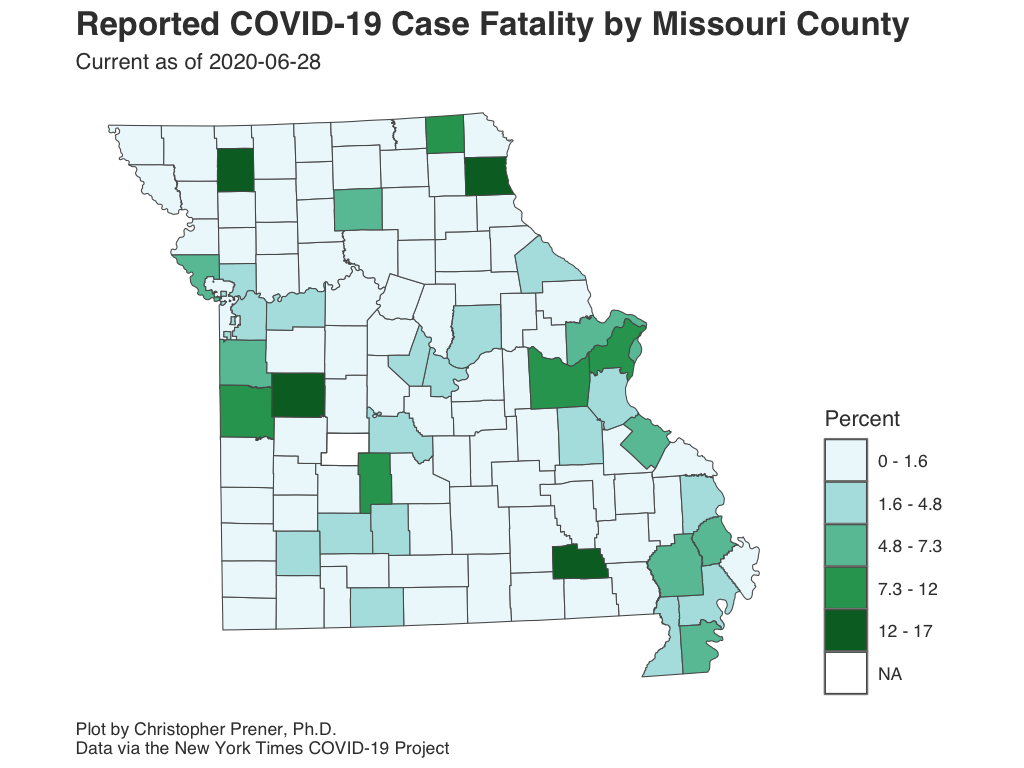 Reported COVID-19 Case Fatality by Missouri County
Current as of 2020-06-28
Percent
0 - 1.6
1.6 - 4.8
4.8 - 7.3
7.3 - 12
12 - 17
NA
Plot by Christopher Prener, Ph.D.
Data via the New York Times COVID-19 Project